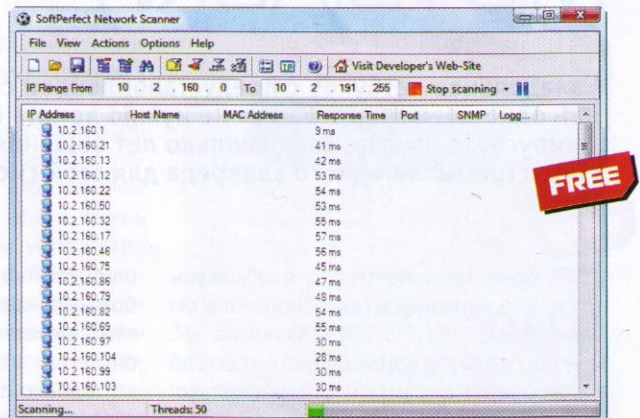 SoftPerfect Network Scanner
File View Actions Options Help
Visit Developer's Web-Site
IP Range From 10 . 2 . 160 . 0 To 10 . 2 . 191 . 255 Stop scanning
IP Address Host Name MAC Address Response Time Port SNMP Logg...
10.2.160.1 9 ms
10.2.160.21 41 ms
10.2.160.13 42 ms
10.2.160.12 53 ms
10.2.160.22 54 ms
10.2.160.50 53 ms
10.2.160.32 55 ms
10.2.160.17 57 ms
10.2.160.46 56 ms
10.2.160.75 45 ms
10.2.160.86 47 ms
10.2.160.79 48 ms
10.2.160.82 54 ms
10.2.160.69 55 ms
10.2.160.97 30 ms
10.2.160.104 28 ms
10.2.160.99 30 ms
10.2.160.103 30 ms
Scanning... Threads: 50
FREE